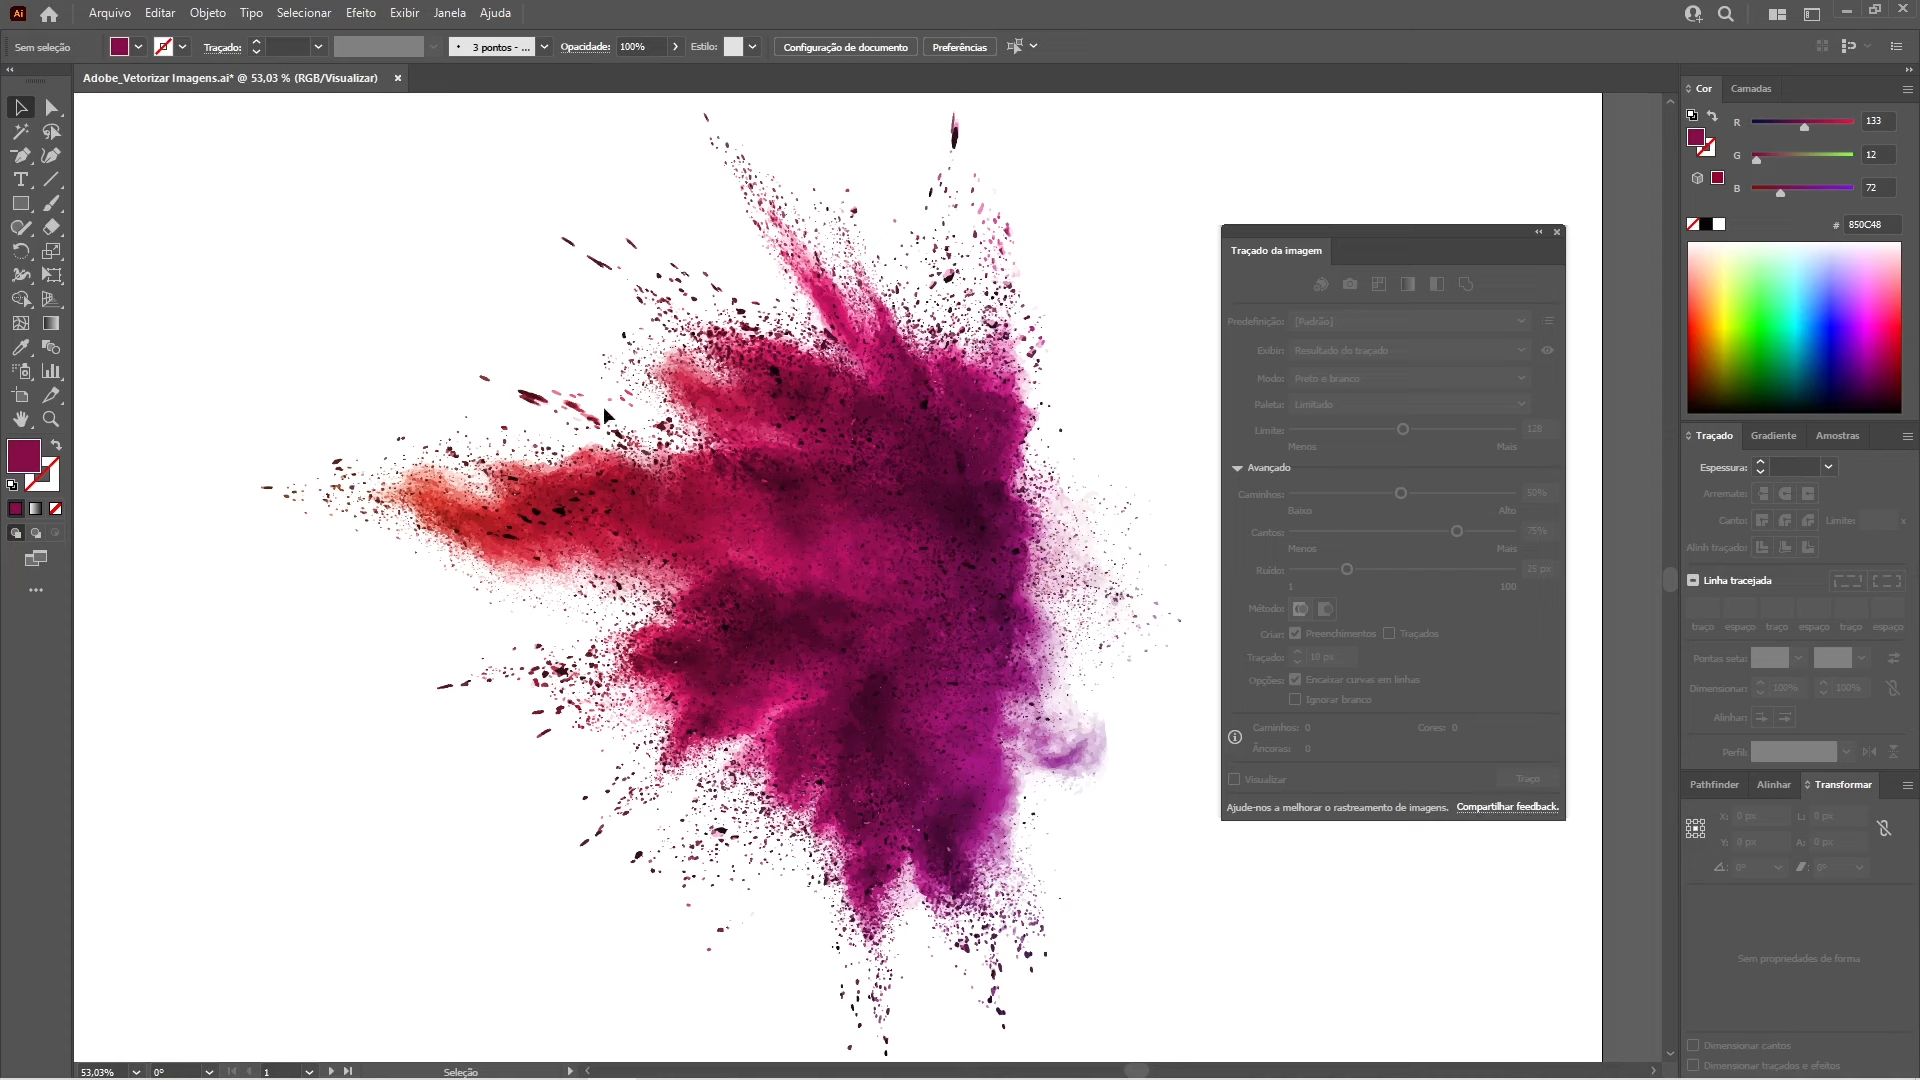 Ai
Arquivo Editar Objeto Tipo Selecionar Efeito Exibir Janela Ajuda
Sem seleção
Traçado:
3 pontos - ...
Opacidade: 100%
Estilo:
Configuração de documento
Preferências
Adobe_Vetorizar Imagens.ai* @ 53,03 % (RGB/Visualizar)
Cor Camadas
R 133
G 12
B 72
# 850C48
Traçado da imagem
Predefinição: [Padrão]
Exibir: Resultado do traçado
Modo: Preto e branco
Paleta: Limitado
Limite: 128
Menos Mais
Avançado
Caminhos: 50%
Baixo Alto
Cantos: 75%
Menos Mais
Ruído: 25 px
1 100
Método:
Criar: Preenchimentos Traçados
Traçado: 10 px
Opções: Encaixar curvas em linhas
Ignorar branco
Caminhos: 0 Cores: 0
Âncoras: 0
Visualizar Traço
Ajude-nos a melhorar o rastreamento de imagens. Compartilhar feedback.
Traçado Gradiente Amostras
Espessura:
Arremate:
Canto: Limite: x
Alinh traçado:
Linha tracejada
traço espaço traço espaço traço espaço
Pontas seta:
Dimensionar: 100% 100%
Alinhar:
Perfil:
Pathfinder Alinhar Transformar
X: 0 px L: 0 px
Y: 0 px A: 0 px
0° 0°
Sem propriedades de forma
Dimensionar cantos
Dimensionar traçados e efeitos
53,03% 0° 1 Seleção